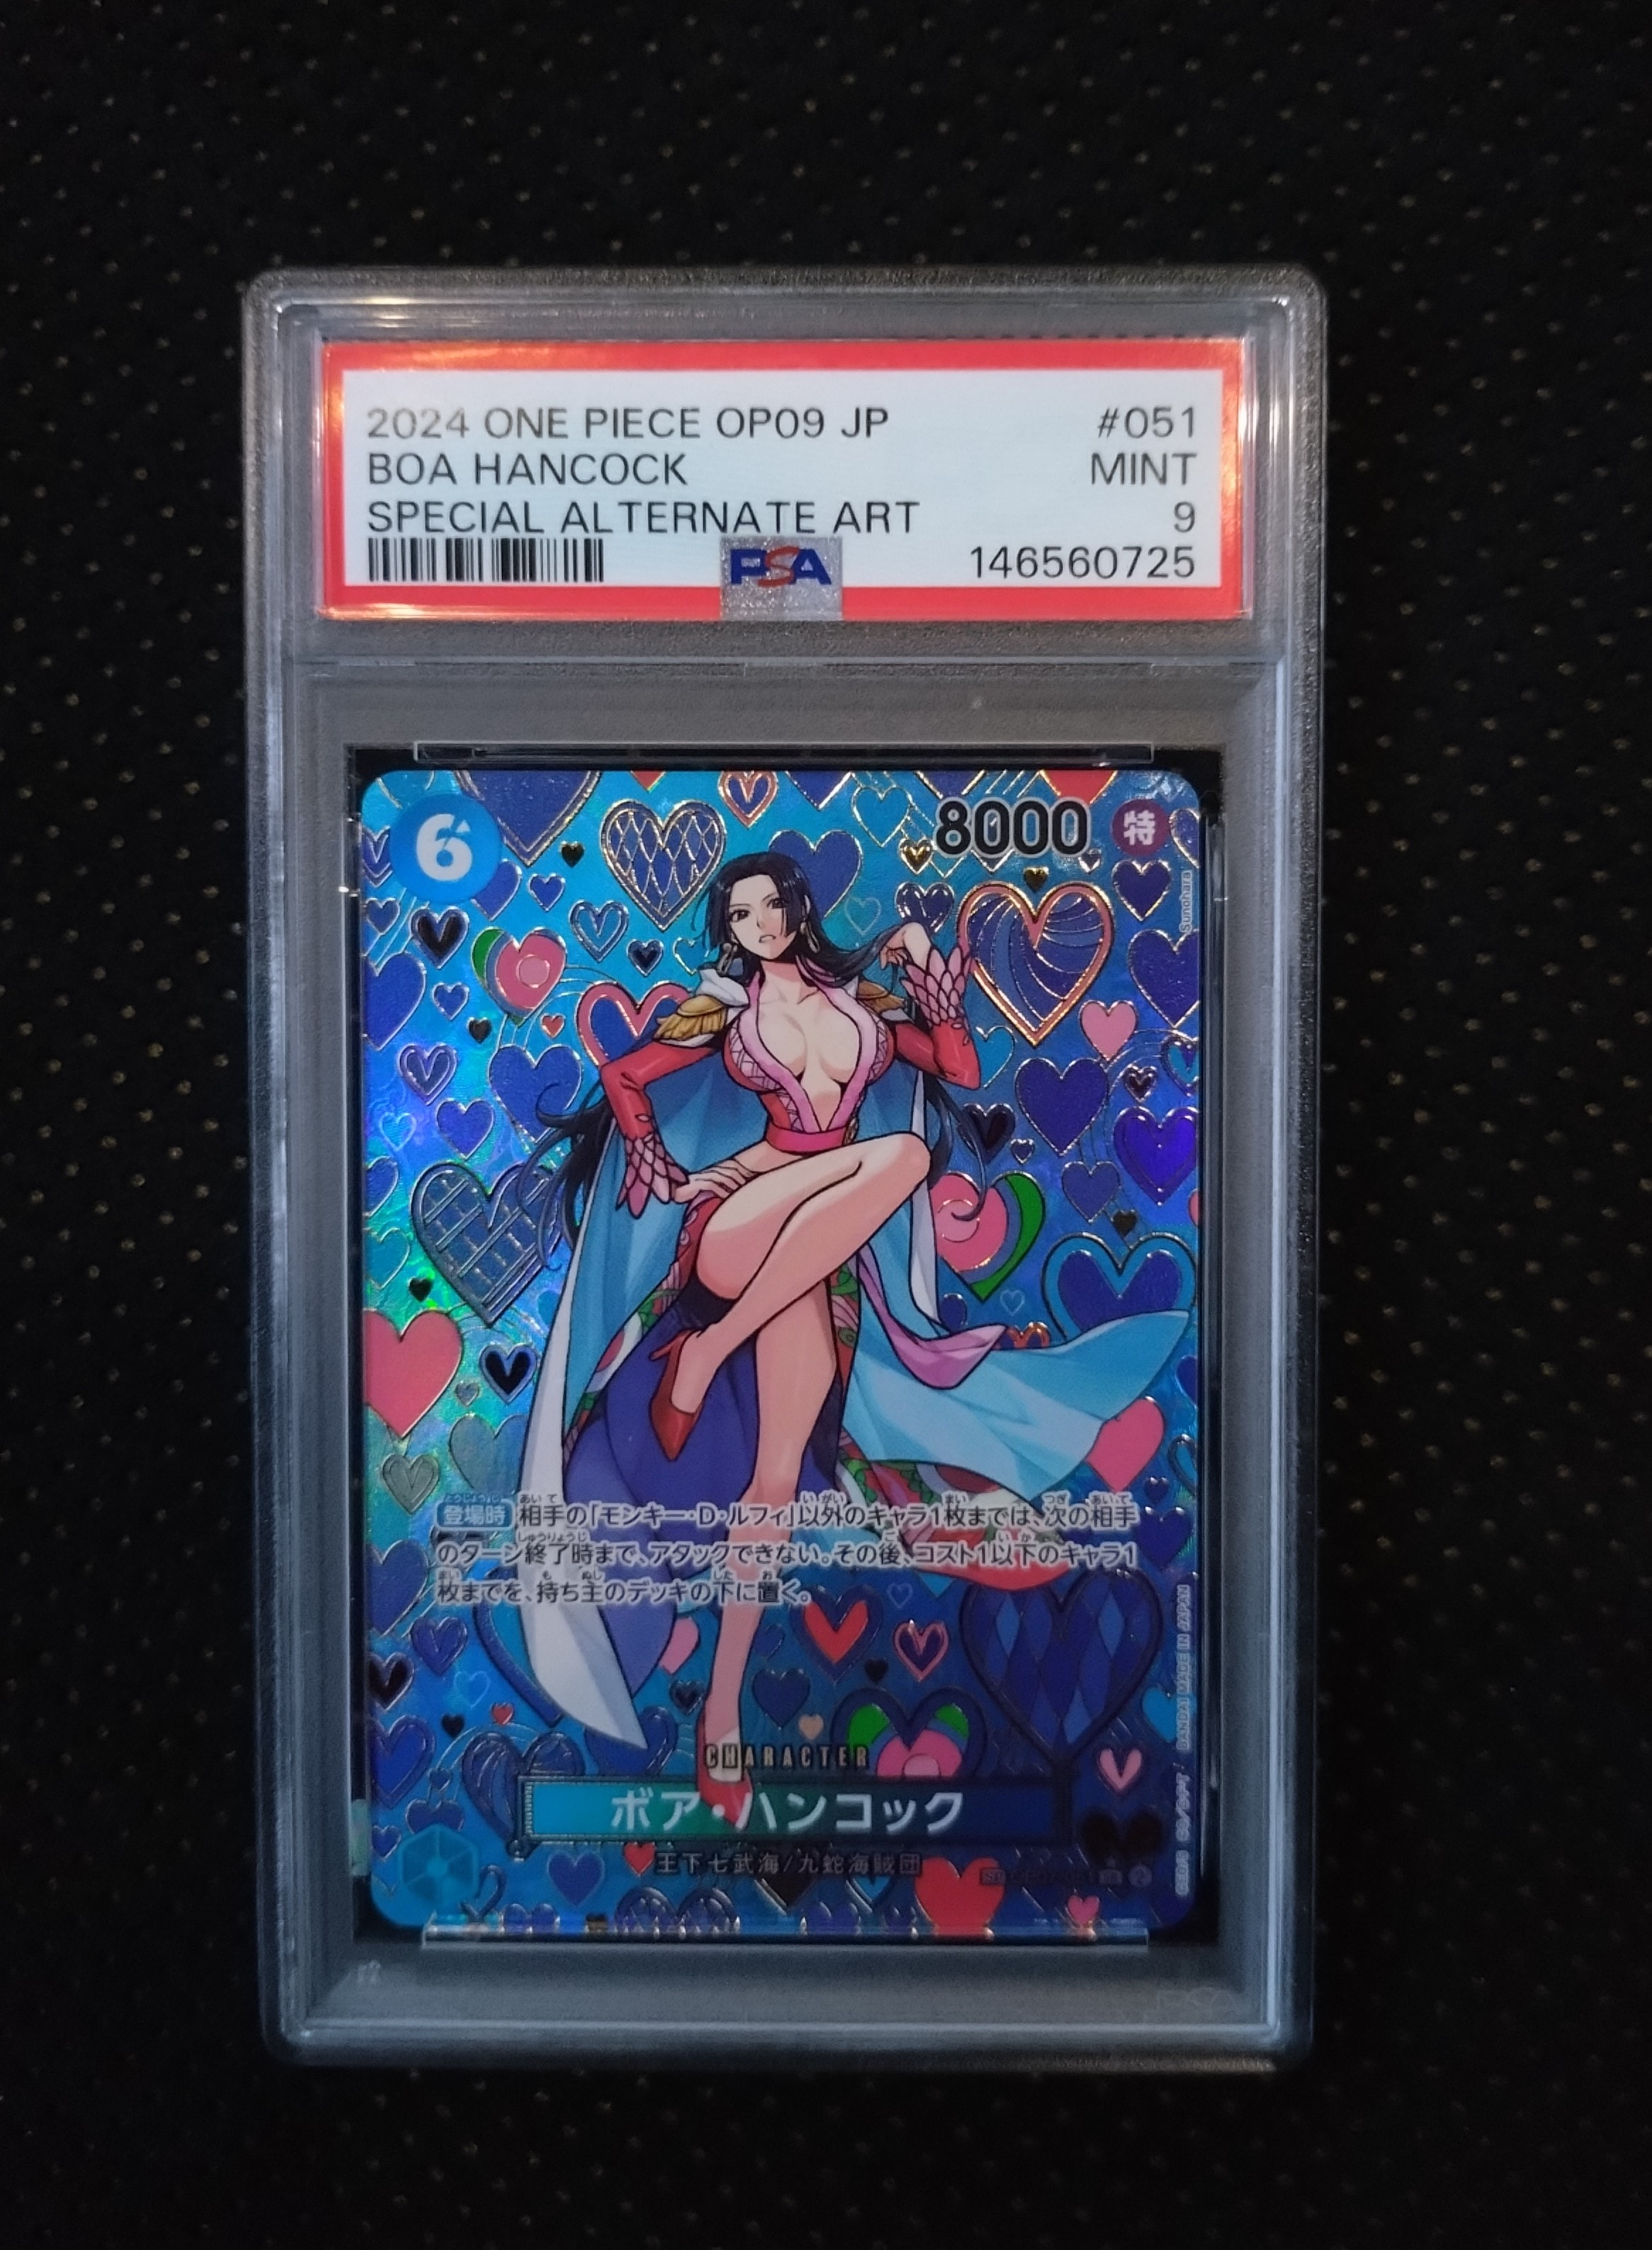 2024 ONE PIECE OP09 JP #051
BOA HANCOCK MINT
SPECIAL ALTERNATE ART 9
PSA 146560725
6 8000 特
Sunohara
登場時 相手の「モンキー・D・ルフィ」以外のキャラ1枚までは、次の相手
のターン終了時まで、アタックできない。その後、コスト1以下のキャラ1
枚までを、持ち主のデッキの下に置く。
BANDAI MADE IN JAPAN
CHARACTER
ボア・ハンコック
王下七武海/九蛇海賊団